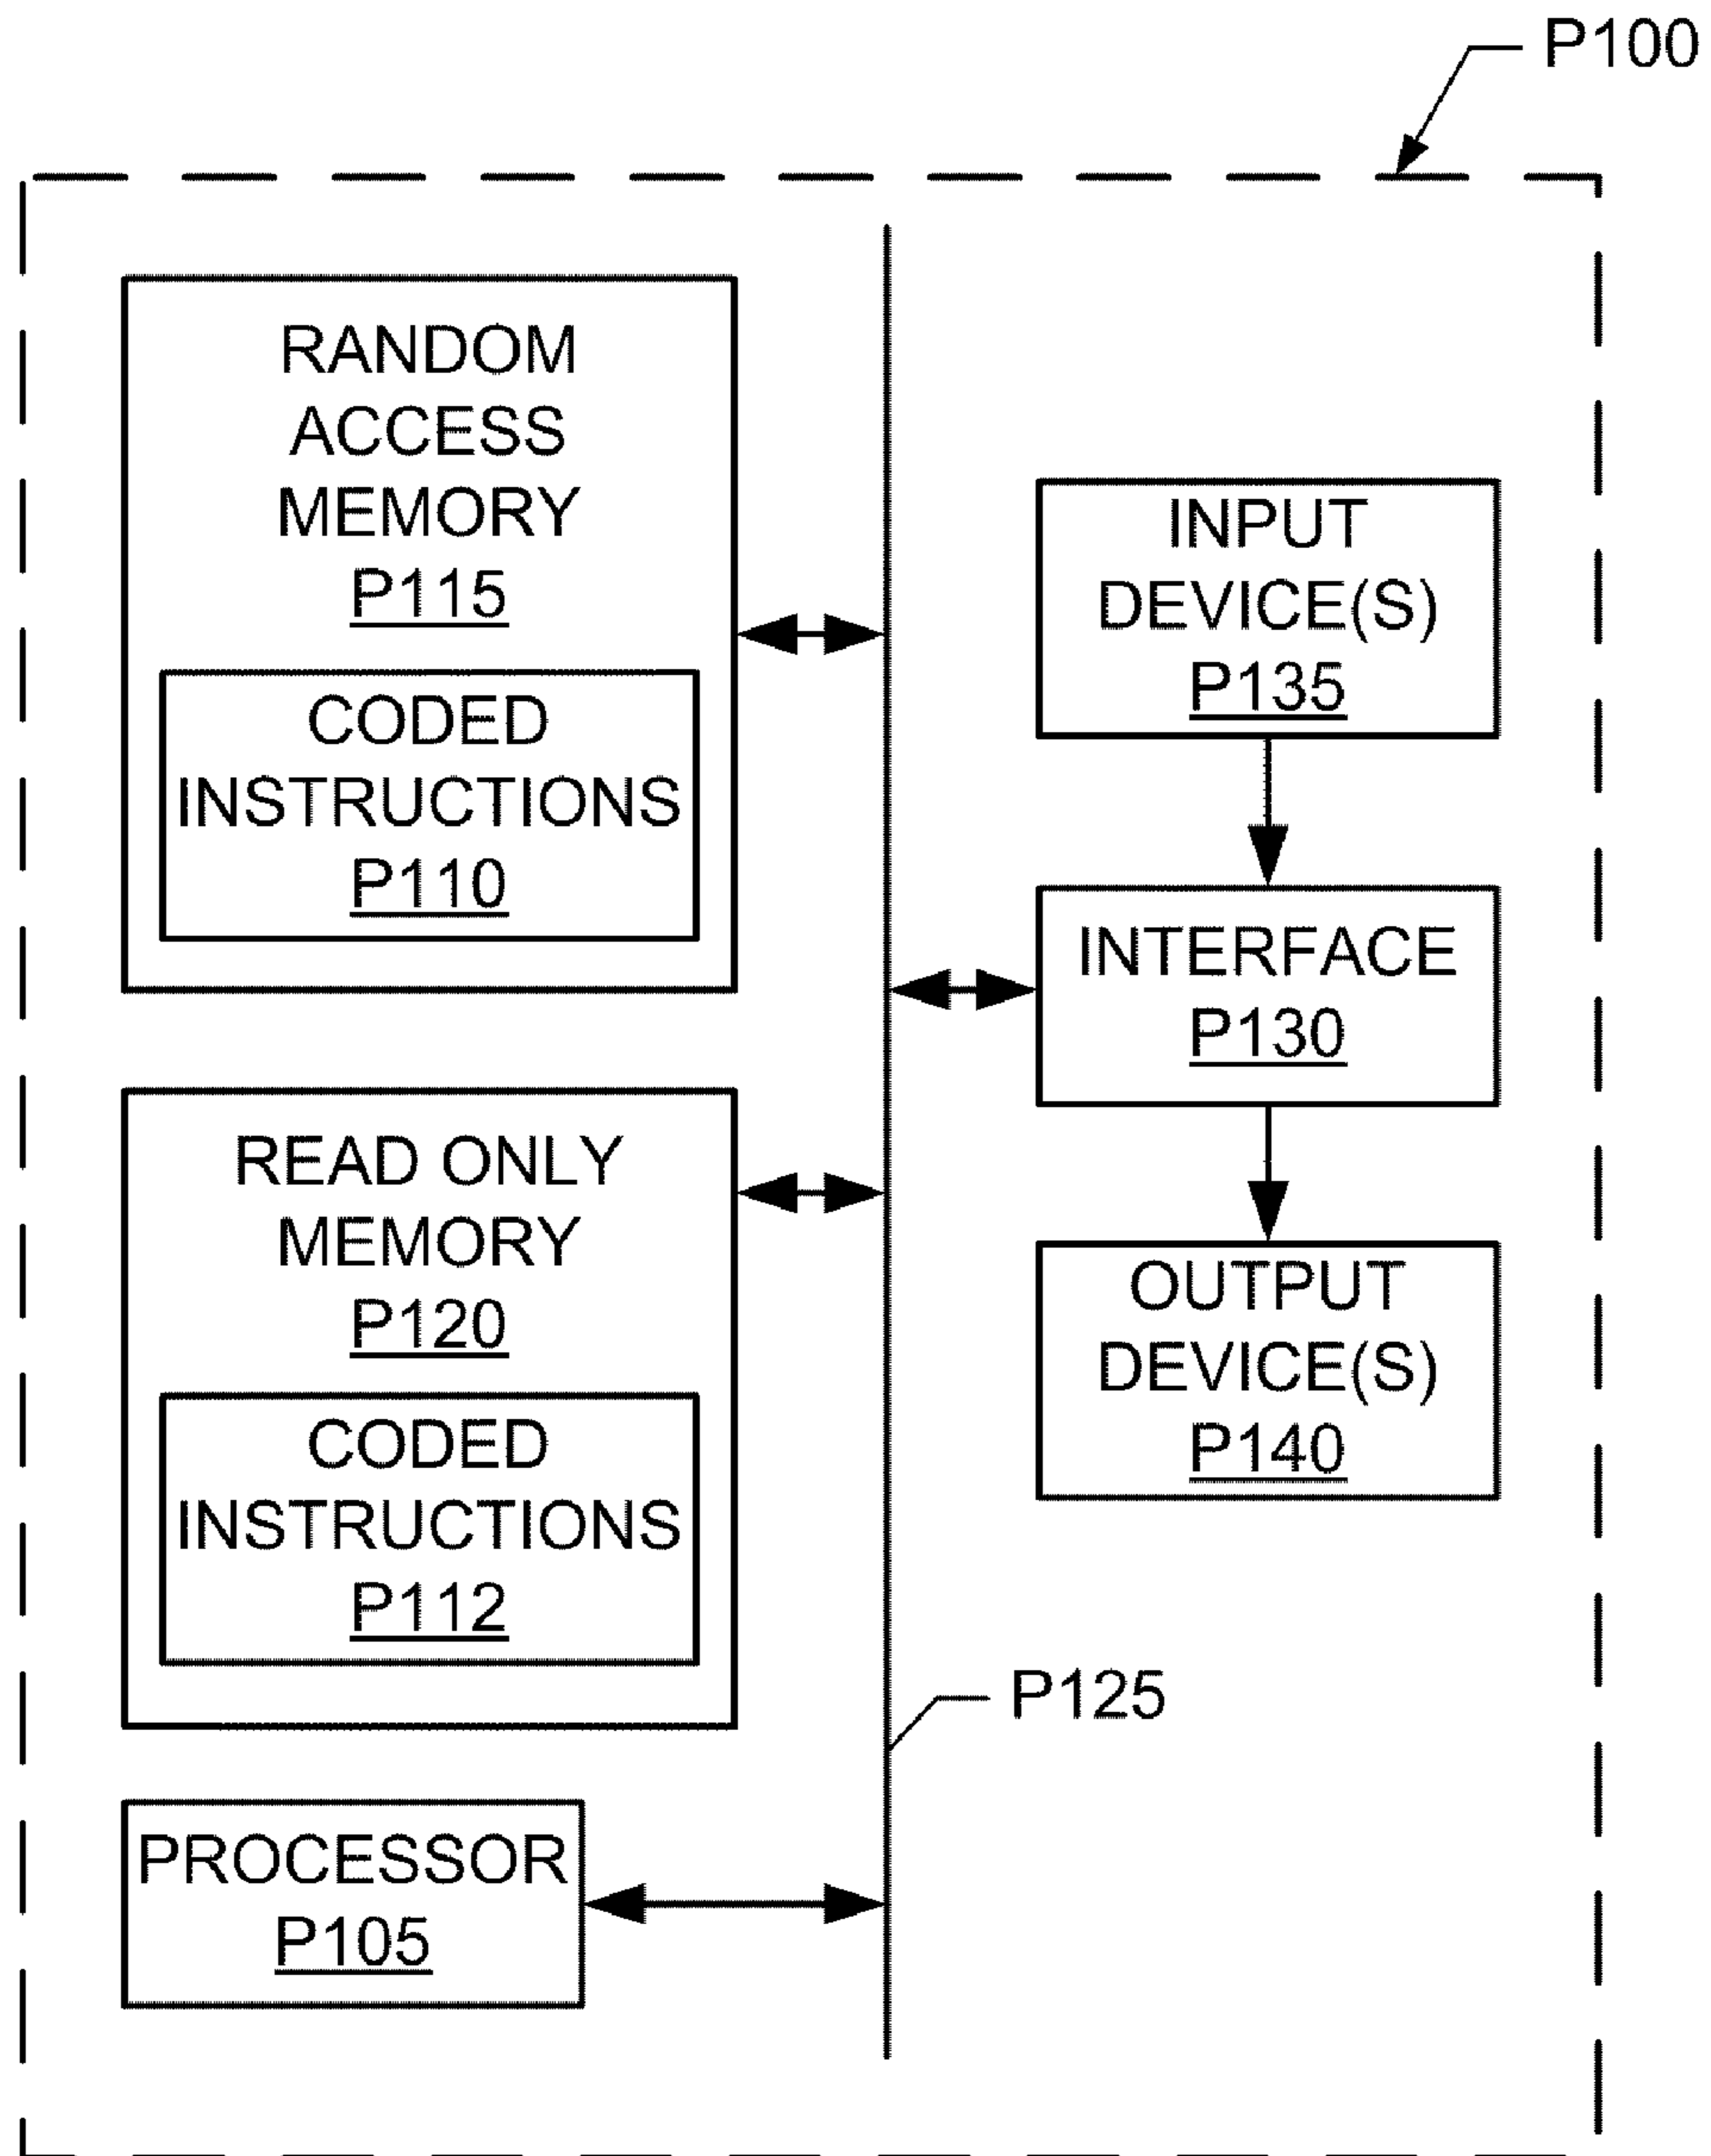 P100
RANDOM
ACCESS
MEMORY
P115
CODED
INSTRUCTIONS
P110
READ ONLY
MEMORY
P120
CODED
INSTRUCTIONS
P112
PROCESSOR
P105
INPUT
DEVICE(S)
P135
INTERFACE
P130
OUTPUT
DEVICE(S)
P140
P125